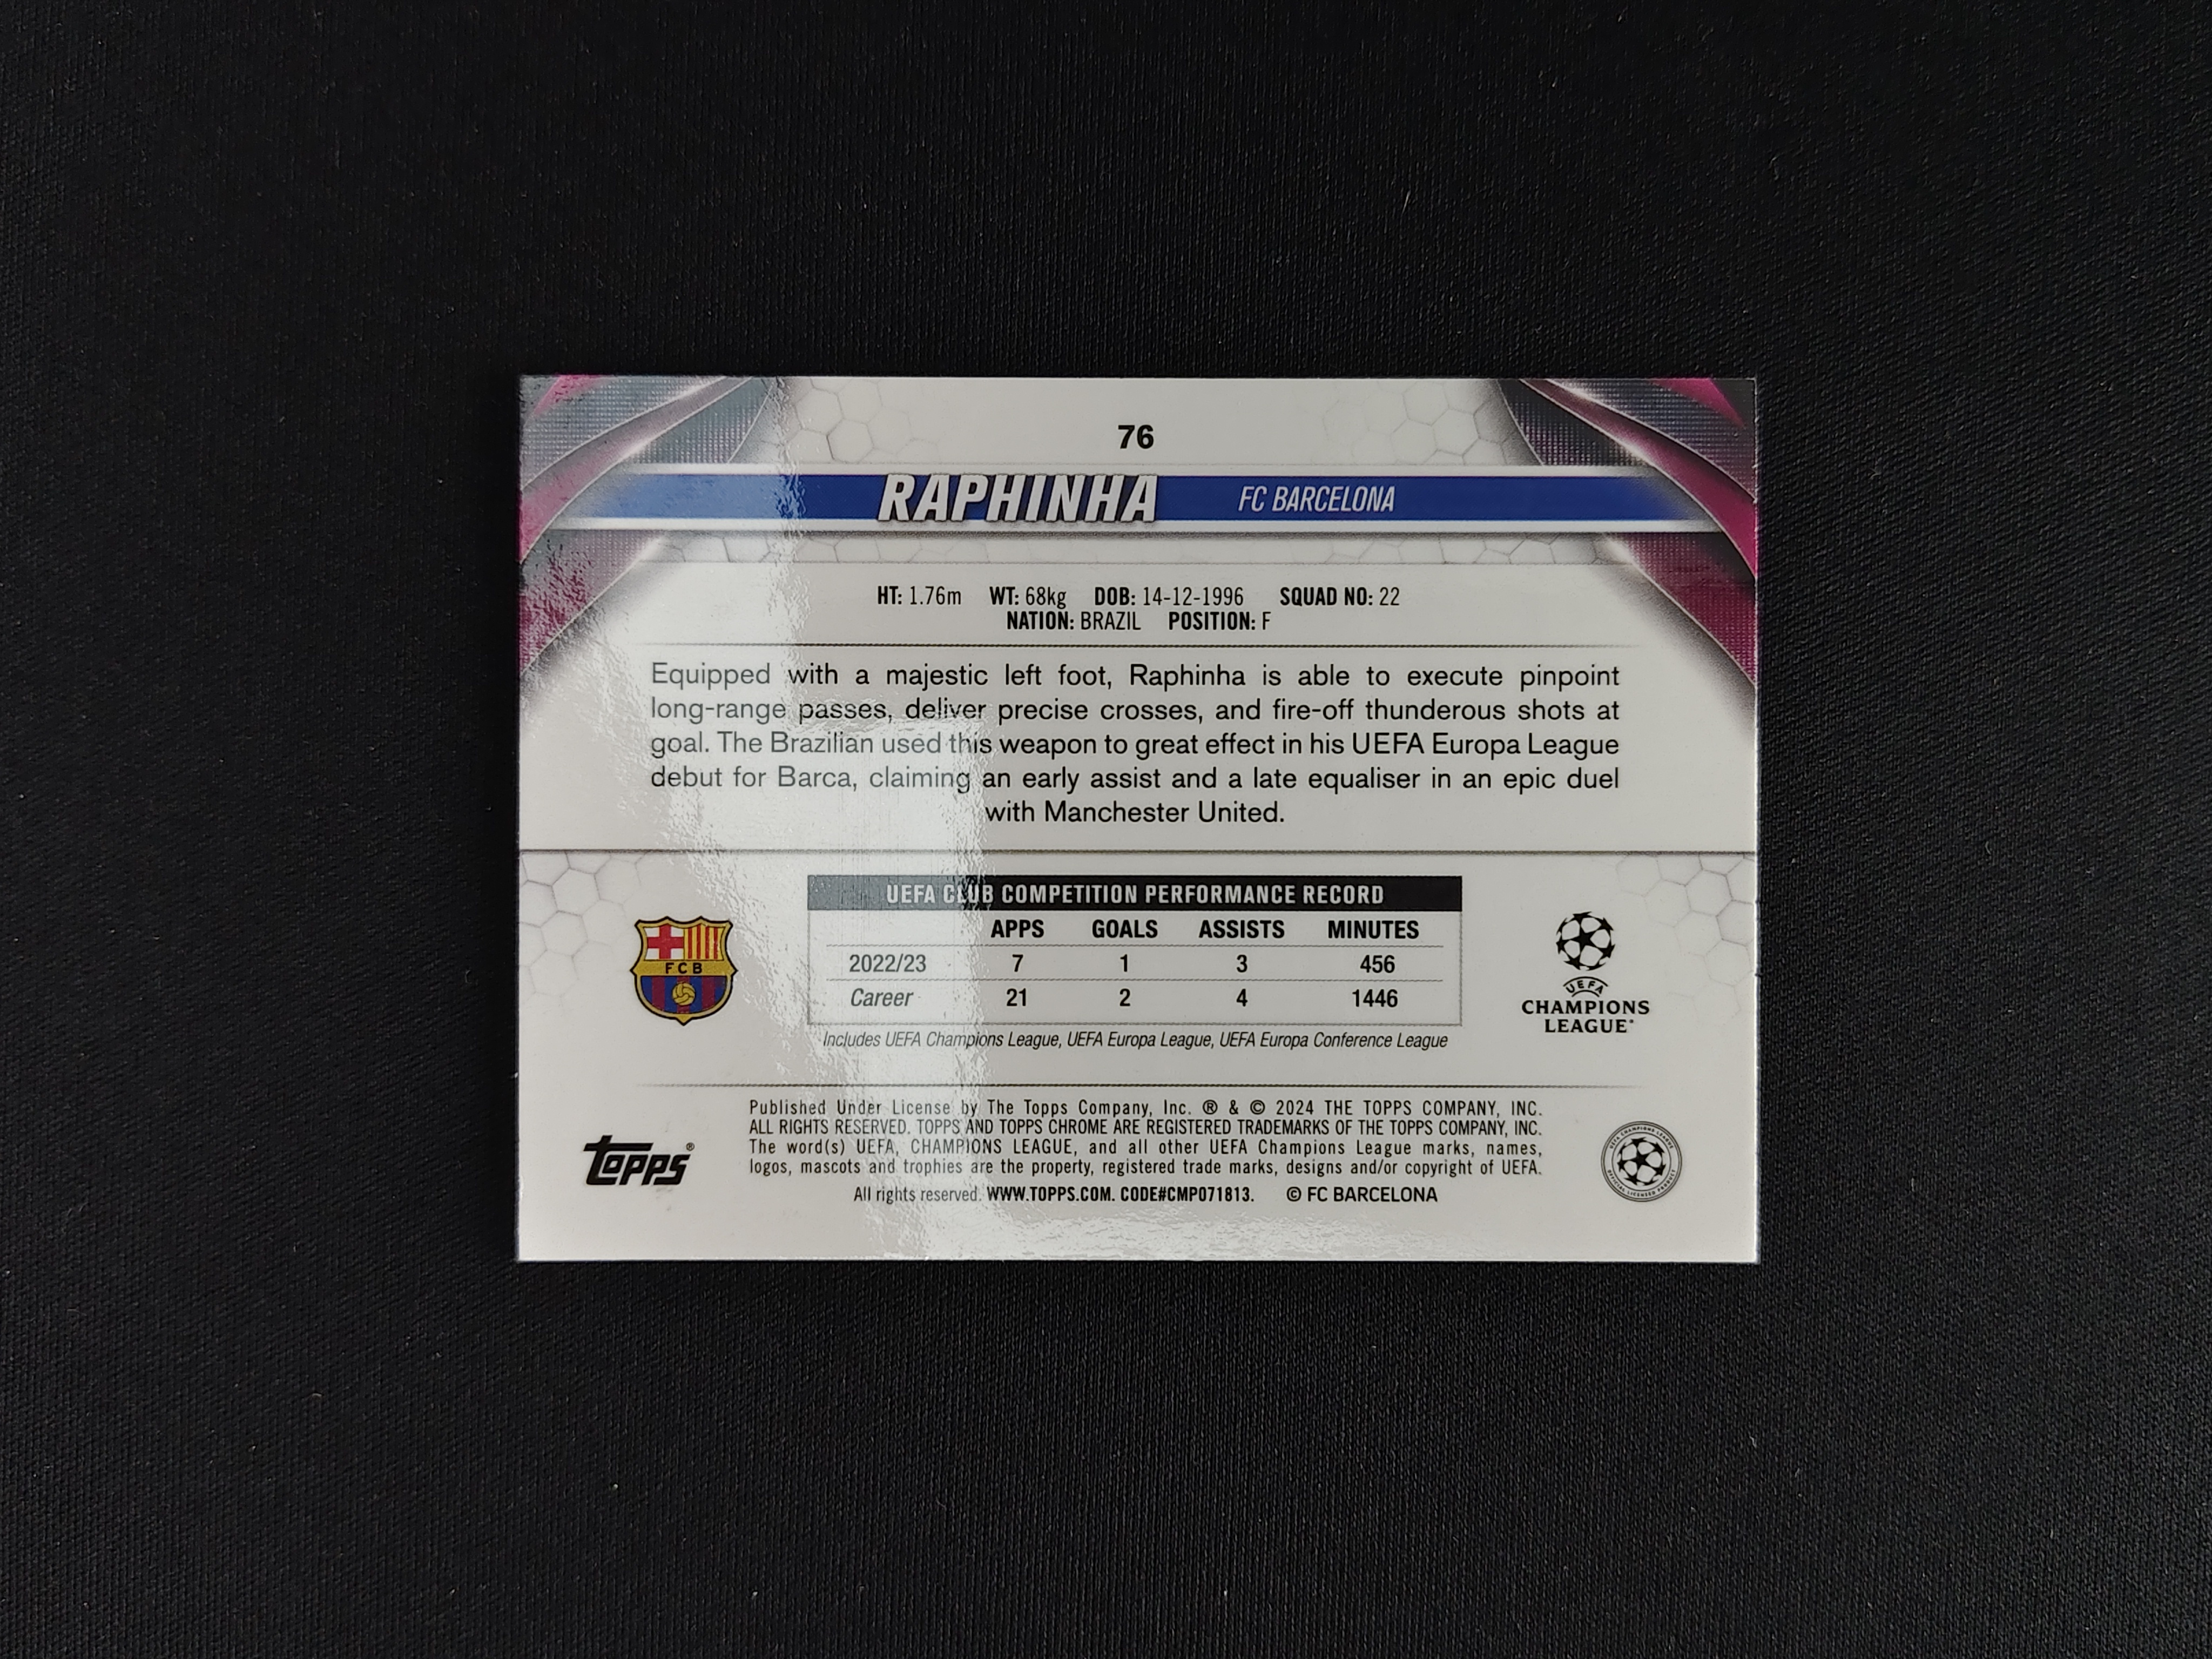 76
RAPHINHA FC BARCELONA
HT: 1.76m WT: 68kg DOB: 14-12-1996 SQUAD NO: 22
NATION: BRAZIL POSITION: F
Equipped with a majestic left foot, Raphinha is able to execute pinpoint
long-range passes, deliver precise crosses, and fire-off thunderous shots at
goal. The Brazilian used this weapon to great effect in his UEFA Europa League
debut for Barca, claiming an early assist and a late equaliser in an epic duel
with Manchester United.
UEFA CLUB COMPETITION PERFORMANCE RECORD
APPS GOALS ASSISTS MINUTES
2022/23 7 1 3 456
Career 21 2 4 1446
Includes UEFA Champions League, UEFA Europa League, UEFA Europa Conference League
FCB
UEFA
CHAMPIONS
LEAGUE®
Published Under License by The Topps Company, Inc. ® & © 2024 THE TOPPS COMPANY, INC.
ALL RIGHTS RESERVED. TOPPS AND TOPPS CHROME ARE REGISTERED TRADEMARKS OF THE TOPPS COMPANY, INC.
The word(s) UEFA, CHAMPIONS LEAGUE, and all other UEFA Champions League marks, names,
logos, mascots and trophies are the property, registered trade marks, designs and/or copyright of UEFA.
All rights reserved. WWW.TOPPS.COM. CODE#CMP071813. © FC BARCELONA
topps®
UEFA CHAMPIONS LEAGUE
OFFICIAL LICENSED PRODUCT